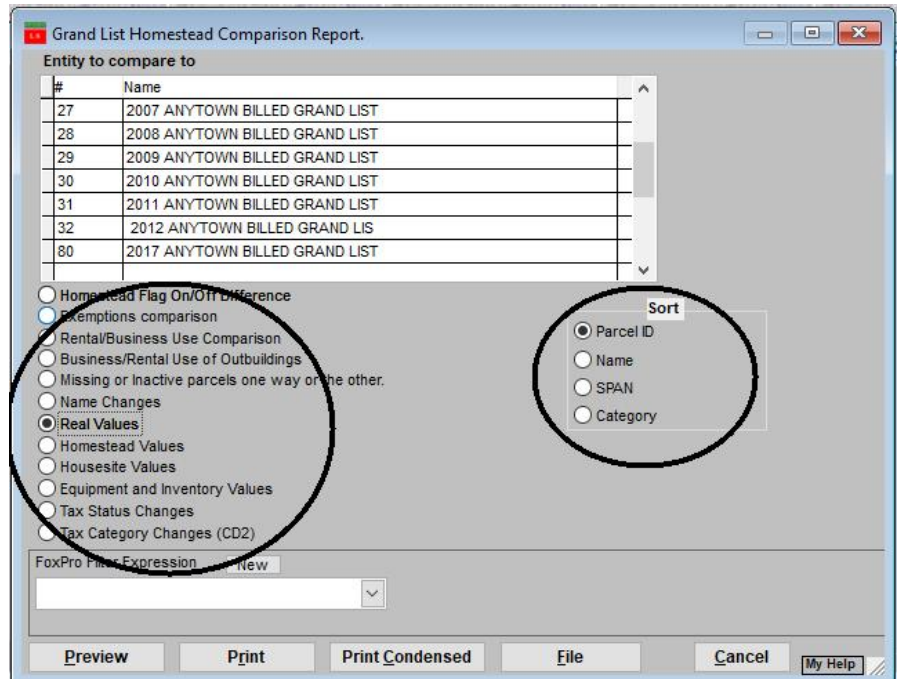 Grand List Homestead Comparison Report.
Entity to compare to
# Name
27 2007 ANYTOWN BILLED GRAND LIST
28 2008 ANYTOWN BILLED GRAND LIST
29 2009 ANYTOWN BILLED GRAND LIST
30 2010 ANYTOWN BILLED GRAND LIST
31 2011 ANYTOWN BILLED GRAND LIST
32 2012 ANYTOWN BILLED GRAND LIS
80 2017 ANYTOWN BILLED GRAND LIST
Homestead Flag On/Off Difference
Exemptions comparison
Rental/Business Use Comparison
Business/Rental Use of Outbuildings
Missing or Inactive parcels one way or the other.
Name Changes
Real Values
Homestead Values
Housesite Values
Equipment and Inventory Values
Tax Status Changes
Tax Category Changes (CD2)
Sort
Parcel ID
Name
SPAN
Category
FoxPro Filter Expression New
Preview Print Print Condensed File Cancel My Help